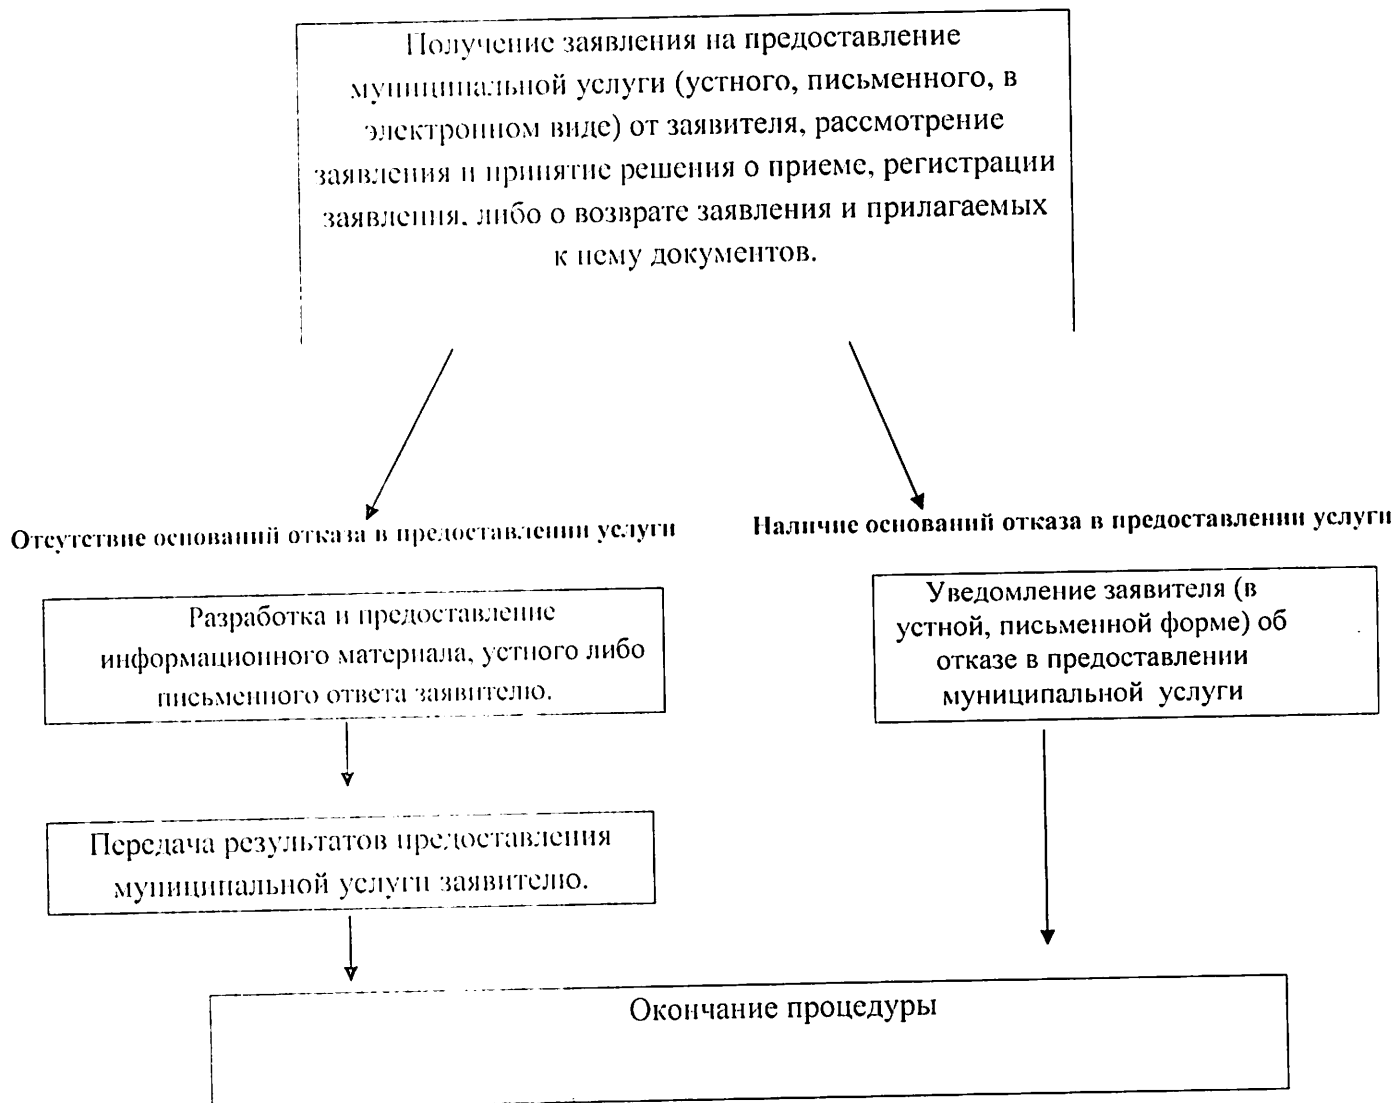 Получение заявления на предоставление
муниципальной услуги (устного, письменного, в
электронном виде) от заявителя, рассмотрение
заявления и принятие решения о приеме, регистрации
заявления, либо о возврате заявления и прилагаемых
к нему документов.
Отсутствие оснований отказа в предоставлении услуги
Разработка и предоставление
информационного материала, устного либо
письменного ответа заявителю.
Передача результатов предоставления
муниципальной услуги заявителю.
Наличие оснований отказа в предоставлении услуги
Уведомление заявителя (в
устной, письменной форме) об
отказе в предоставлении
муниципальной услуги
Окончание процедуры